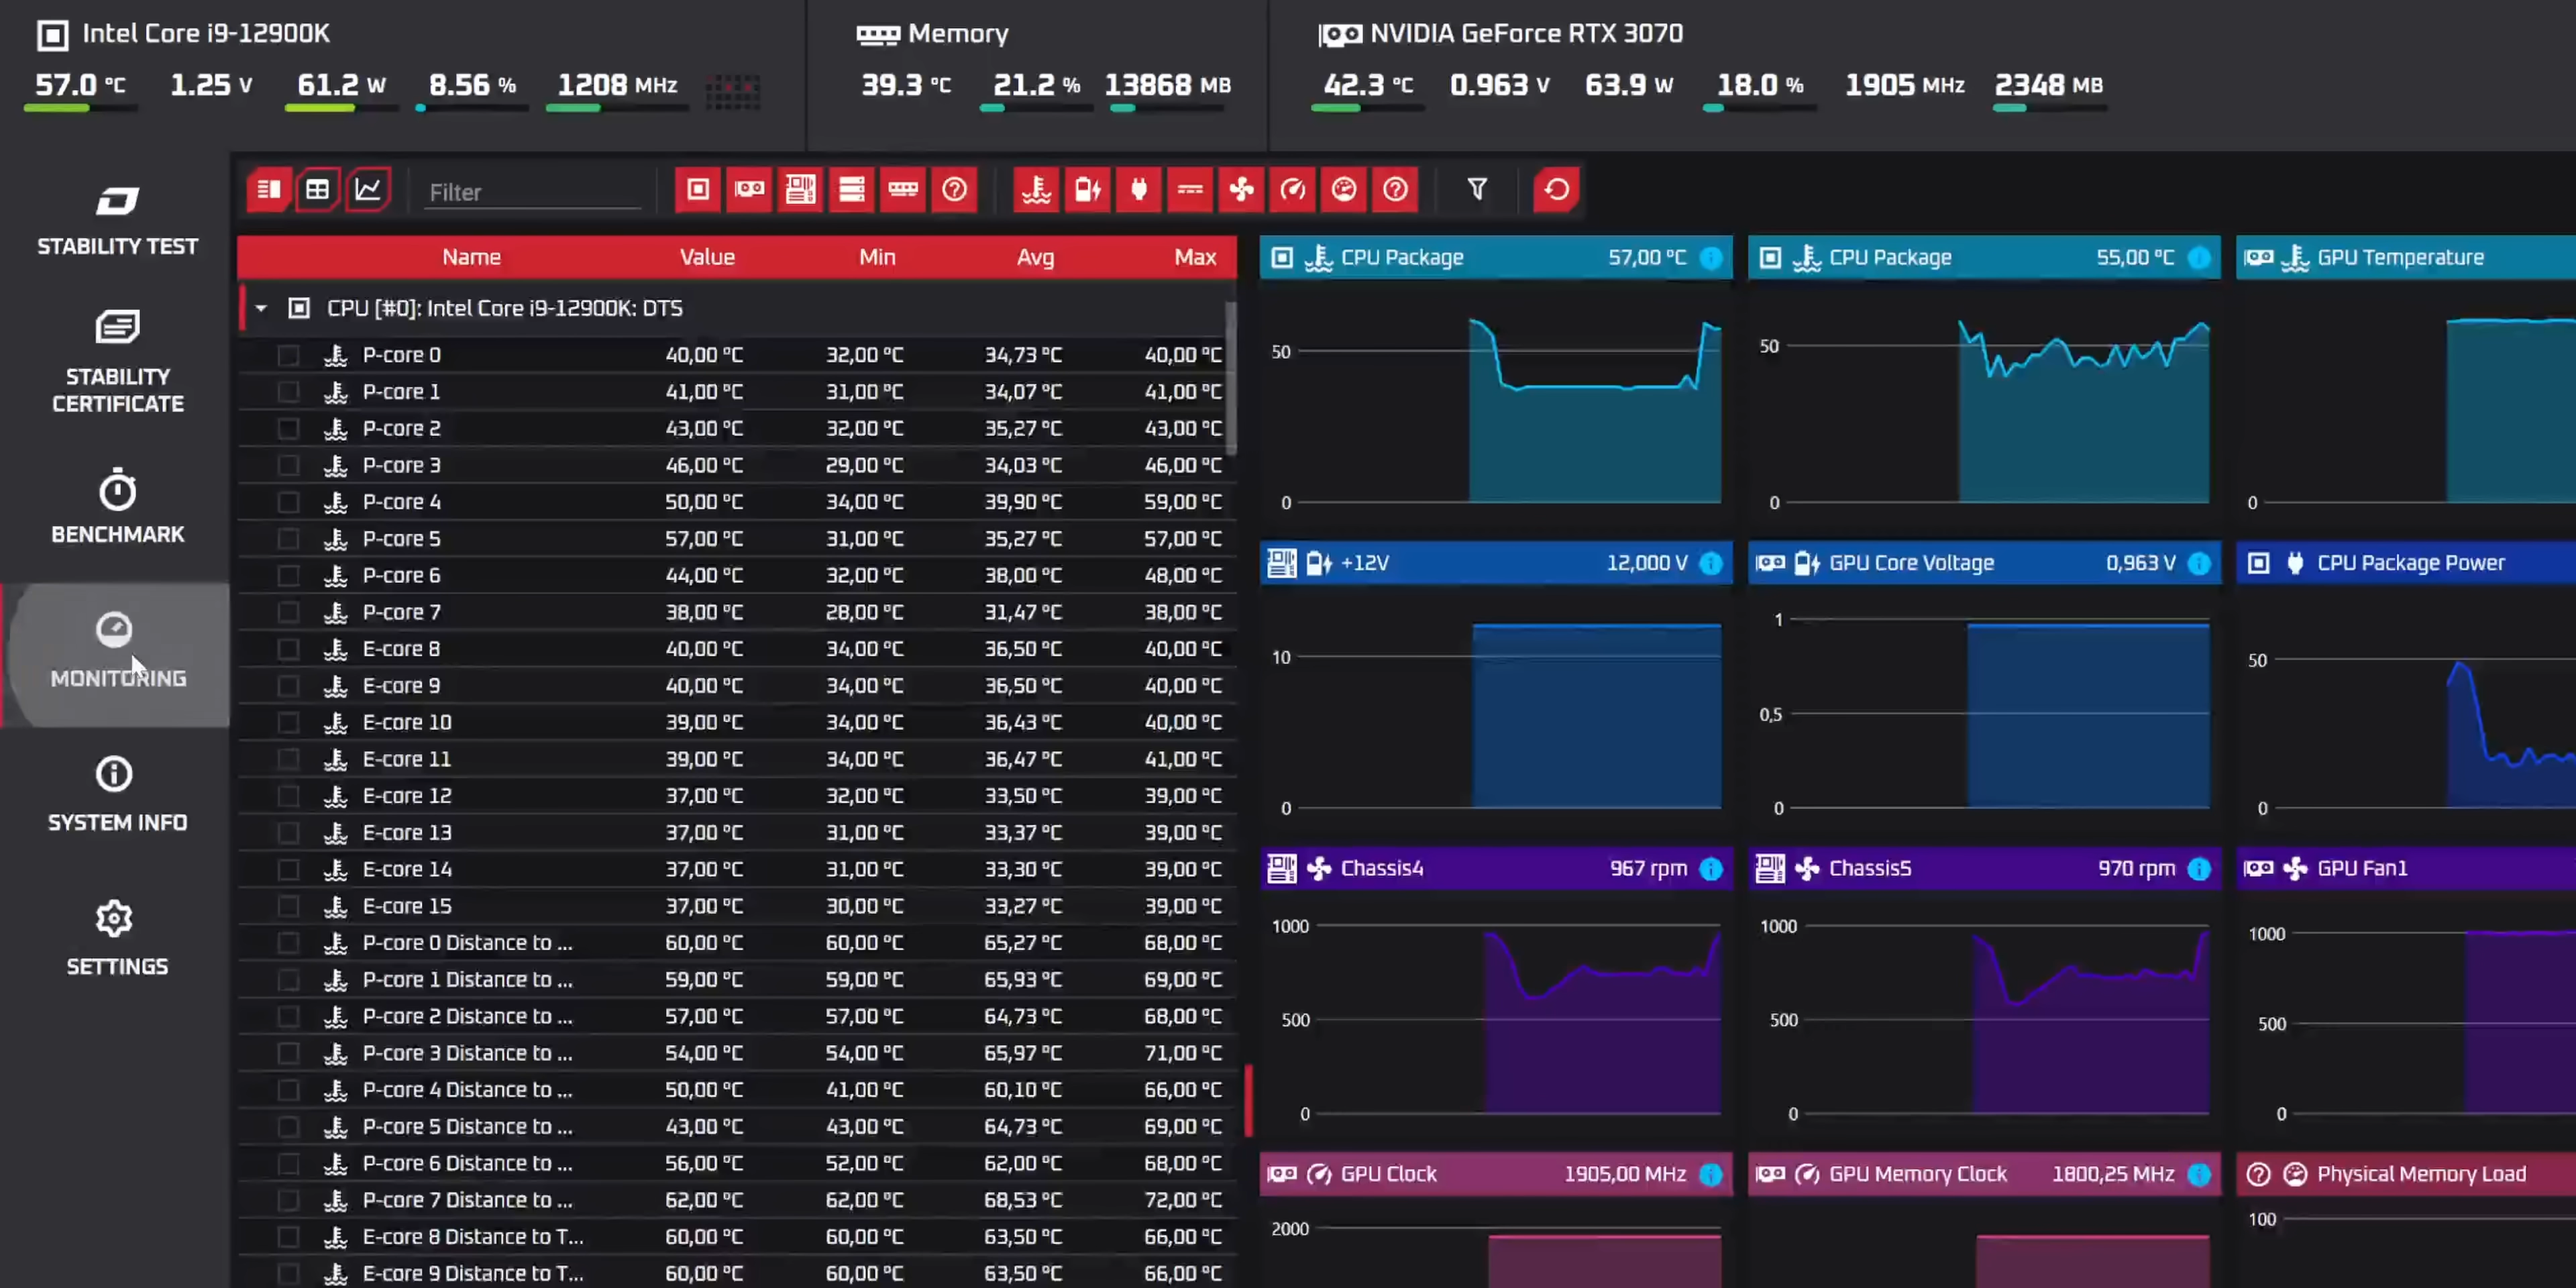 Intel Core i9-12900K
57.0 °C 1.25 V 61.2 W 8.56 % 1208 MHz
Memory
39.3 °C 21.2 % 13868 MB
NVIDIA GeForce RTX 3070
42.3 °C 0.963 V 63.9 W 18.0 % 1905 MHz 2348 MB
STABILITY TEST
STABILITY
CERTIFICATE
BENCHMARK
MONITORING
SYSTEM INFO
SETTINGS
Filter
Name Value Min Avg Max
CPU [#0]: Intel Core i9-12900K: DTS
P-core 0 40,00 °C 32,00 °C 34,73 °C 40,00 °C
P-core 1 41,00 °C 31,00 °C 34,07 °C 41,00 °C
P-core 2 43,00 °C 32,00 °C 35,27 °C 43,00 °C
P-core 3 46,00 °C 29,00 °C 34,03 °C 46,00 °C
P-core 4 50,00 °C 34,00 °C 39,90 °C 59,00 °C
P-core 5 57,00 °C 31,00 °C 35,27 °C 57,00 °C
P-core 6 44,00 °C 32,00 °C 38,00 °C 48,00 °C
P-core 7 38,00 °C 28,00 °C 31,47 °C 38,00 °C
E-core 8 40,00 °C 34,00 °C 36,50 °C 40,00 °C
E-core 9 40,00 °C 34,00 °C 36,50 °C 40,00 °C
E-core 10 39,00 °C 34,00 °C 36,43 °C 40,00 °C
E-core 11 39,00 °C 34,00 °C 36,47 °C 41,00 °C
E-core 12 37,00 °C 32,00 °C 33,50 °C 39,00 °C
E-core 13 37,00 °C 31,00 °C 33,37 °C 39,00 °C
E-core 14 37,00 °C 31,00 °C 33,30 °C 39,00 °C
E-core 15 37,00 °C 30,00 °C 33,27 °C 39,00 °C
P-core 0 Distance to ... 60,00 °C 60,00 °C 65,27 °C 68,00 °C
P-core 1 Distance to ... 59,00 °C 59,00 °C 65,93 °C 69,00 °C
P-core 2 Distance to ... 57,00 °C 57,00 °C 64,73 °C 68,00 °C
P-core 3 Distance to ... 54,00 °C 54,00 °C 65,97 °C 71,00 °C
P-core 4 Distance to ... 50,00 °C 41,00 °C 60,10 °C 66,00 °C
P-core 5 Distance to ... 43,00 °C 43,00 °C 64,73 °C 69,00 °C
P-core 6 Distance to ... 56,00 °C 52,00 °C 62,00 °C 68,00 °C
P-core 7 Distance to ... 62,00 °C 62,00 °C 68,53 °C 72,00 °C
E-core 8 Distance to T... 60,00 °C 60,00 °C 63,50 °C 66,00 °C
E-core 9 Distance to T... 60,00 °C 60,00 °C 63,50 °C 66,00 °C
CPU Package 57,00 °C
50
0
CPU Package 55,00 °C
50
0
GPU Temperature
0
+12V 12,000 V
10
0
GPU Core Voltage 0,963 V
1
0,5
0
CPU Package Power
50
0
Chassis4 967 rpm
1000
500
0
Chassis5 970 rpm
1000
500
0
GPU Fan1
1000
500
0
GPU Clock 1905,00 MHz
2000
GPU Memory Clock 1800,25 MHz
Physical Memory Load
100